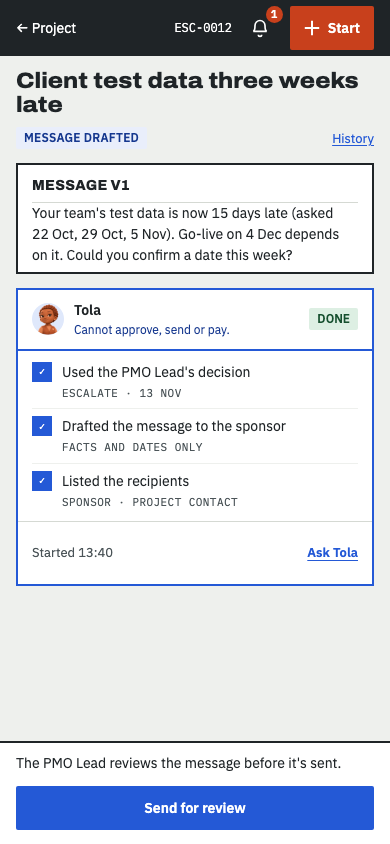 ← Project
ESC-0012
1
+ Start
Client test data three weeks
late
MESSAGE DRAFTED
History
MESSAGE V1
Your team's test data is now 15 days late (asked
22 Oct, 29 Oct, 5 Nov). Go-live on 4 Dec depends
on it. Could you confirm a date this week?
Tola
Cannot approve, send or pay.
DONE
✓ Used the PMO Lead's decision
ESCALATE · 13 NOV
✓ Drafted the message to the sponsor
FACTS AND DATES ONLY
✓ Listed the recipients
SPONSOR · PROJECT CONTACT
Started 13:40
Ask Tola
The PMO Lead reviews the message before it's sent.
Send for review